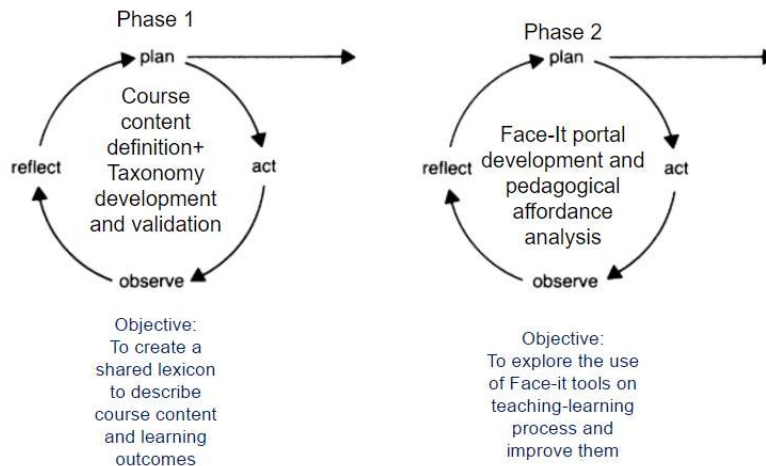 Phase 1
plan
Course
content
definition+
Taxonomy
development
and validation
reflect
act
observe
Objective:
To create a
shared lexicon
to describe
course content
and learning
outcomes
Phase 2
plan
Face-It portal
development and
pedagogical
affordance
analysis
reflect
act
observe
Objective:
To explore the use
of Face-it tools on
teaching-learning
process and
improve them